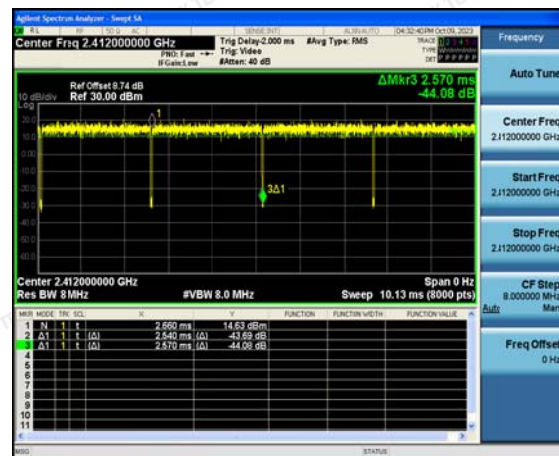 Agilent Spectrum Analyzer - Swept SA
RL RF 50 Ω AC SENSE:INT ALIGN AUTO 04:32:40 PM Oct 09, 2023
Center Freq 2.412000000 GHz
PNO: Fast
IFGain:Low
Trig Delay-2.000 ms
Trig: Video
#Atten: 40 dB
#Avg Type: RMS
TRACE 1 2 3 4 5 6
TYPE
DET P P P P P P
Frequency
Auto Tune
Center Freq
2.412000000 GHz
Start Freq
2.412000000 GHz
Stop Freq
2.412000000 GHz
CF Step
8.000000 MHz
Auto Man
Freq Offset
0 Hz
ΔMkr3 2.570 ms
-44.08 dB
Ref Offset 8.74 dB
10 dB/div Ref 30.00 dBm
Log
20.0
10.0
0.00
-10.0
-20.0
-30.0
-40.0
-50.0
-60.0
1
3Δ1
Center 2.412000000 GHz Span 0 Hz
Res BW 8 MHz #VBW 8.0 MHz Sweep 10.13 ms (8000 pts)
MKR MODE TRC SCL X Y FUNCTION FUNCTION WIDTH FUNCTION VALUE
1 N 1 t 2.660 ms 14.63 dBm
2 Δ1 1 t (Δ) 2.540 ms (Δ) -43.69 dB
3 Δ1 1 t (Δ) 2.570 ms (Δ) -44.08 dB
4
5
6
7
8
9
10
11
MSG STATUS